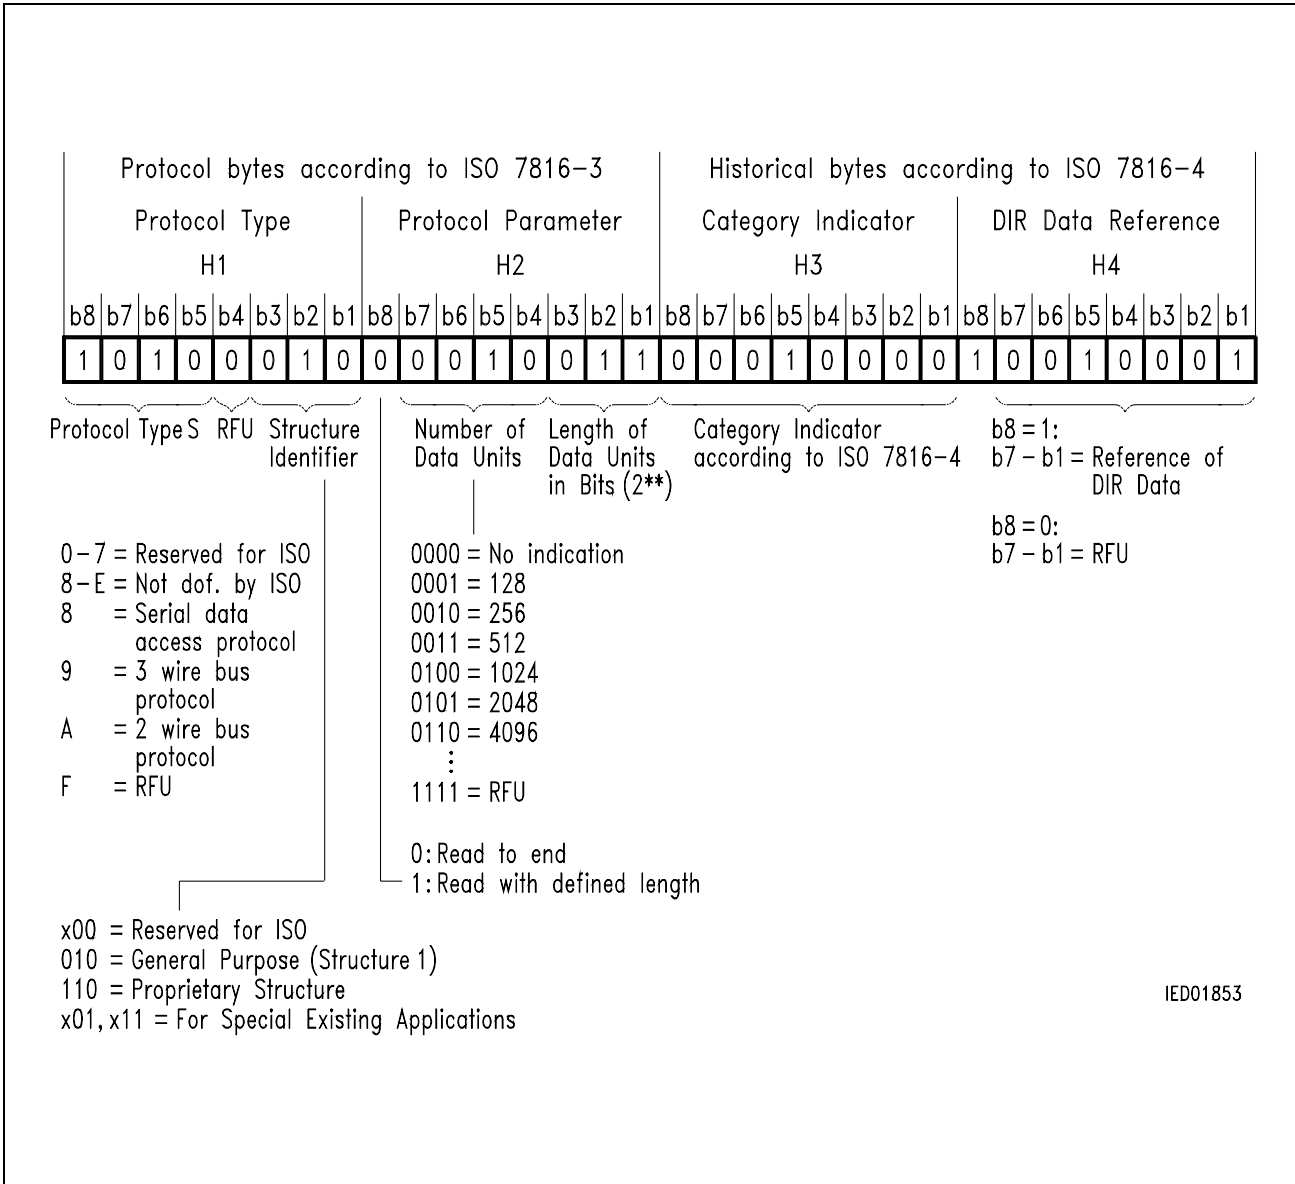 Protocol bytes according to ISO 7816-3 Historical bytes according to ISO 7816-4
Protocol Type Protocol Parameter Category Indicator DIR Data Reference
H1 H2 H3 H4
b8 b7 b6 b5 b4 b3 b2 b1 b8 b7 b6 b5 b4 b3 b2 b1 b8 b7 b6 b5 b4 b3 b2 b1 b8 b7 b6 b5 b4 b3 b2 b1
1 0 1 0 0 0 1 0 0 0 0 1 0 0 1 1 0 0 0 1 0 0 0 0 1 0 0 1 0 0 0 1
Protocol Type S RFU Structure Identifier
Number of
Data Units
Length of
Data Units
in Bits (2**)
Category Indicator
according to ISO 7816-4
b8 = 1:
b7 - b1 = Reference of
DIR Data
b8 = 0:
b7 - b1 = RFU
0-7 = Reserved for ISO
8-E = Not dof. by ISO
8 = Serial data
access protocol
9 = 3 wire bus
protocol
A = 2 wire bus
protocol
F = RFU
0000 = No indication
0001 = 128
0010 = 256
0011 = 512
0100 = 1024
0101 = 2048
0110 = 4096
⋮
1111 = RFU
0: Read to end
1: Read with defined length
x00 = Reserved for ISO
010 = General Purpose (Structure 1)
110 = Proprietary Structure
x01, x11 = For Special Existing Applications
IED01853